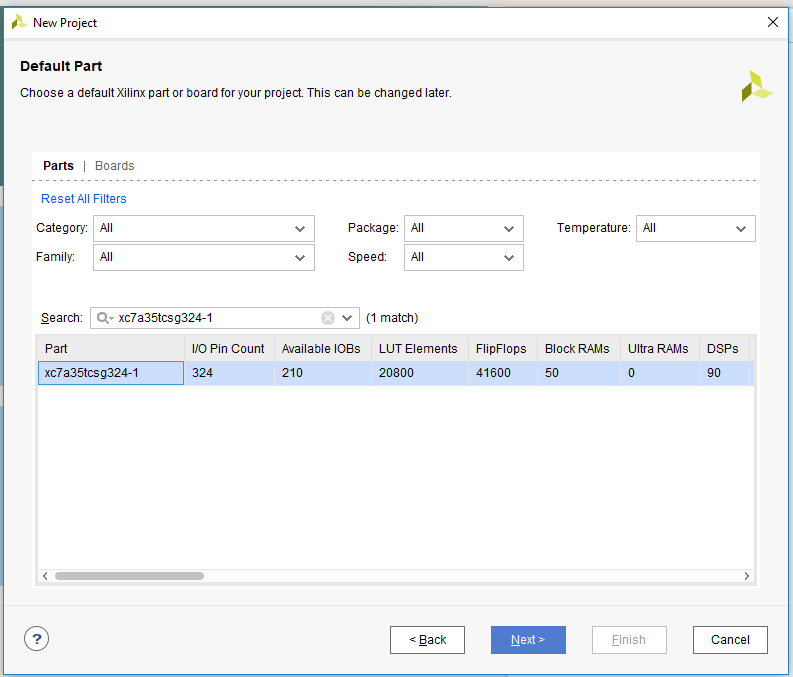 New Project
Default Part
Choose a default Xilinx part or board for your project. This can be changed later.
Parts | Boards
Reset All Filters
Category: All Package: All Temperature: All
Family: All Speed: All
Search: xc7a35tcsg324-1 (1 match)
Part I/O Pin Count Available IOBs LUT Elements FlipFlops Block RAMs Ultra RAMs DSPs
xc7a35tcsg324-1 324 210 20800 41600 50 0 90
? < Back Next > Finish Cancel